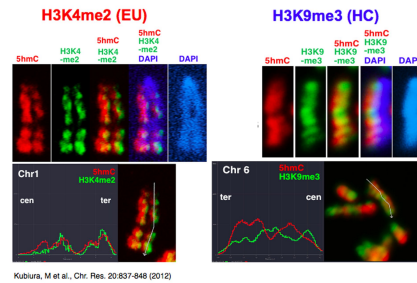 H3K4me2 (EU)
H3K9me3 (HC)
5hmC
H3K4
-me2
5hmC
H3K4
-me2
5hmC
H3K4
-me2
DAPI
DAPI
5hmC
H3K9
-me3
5hmC
H3K9
-me3
5hmC
H3K9
-me3
DAPI
DAPI
Chr1
5hmC
H3K4me2
cen
ter
Chr 6
5hmC
H3K9me3
ter
cen
Kubiura, M et al., Chr. Res. 20:837-848 (2012)